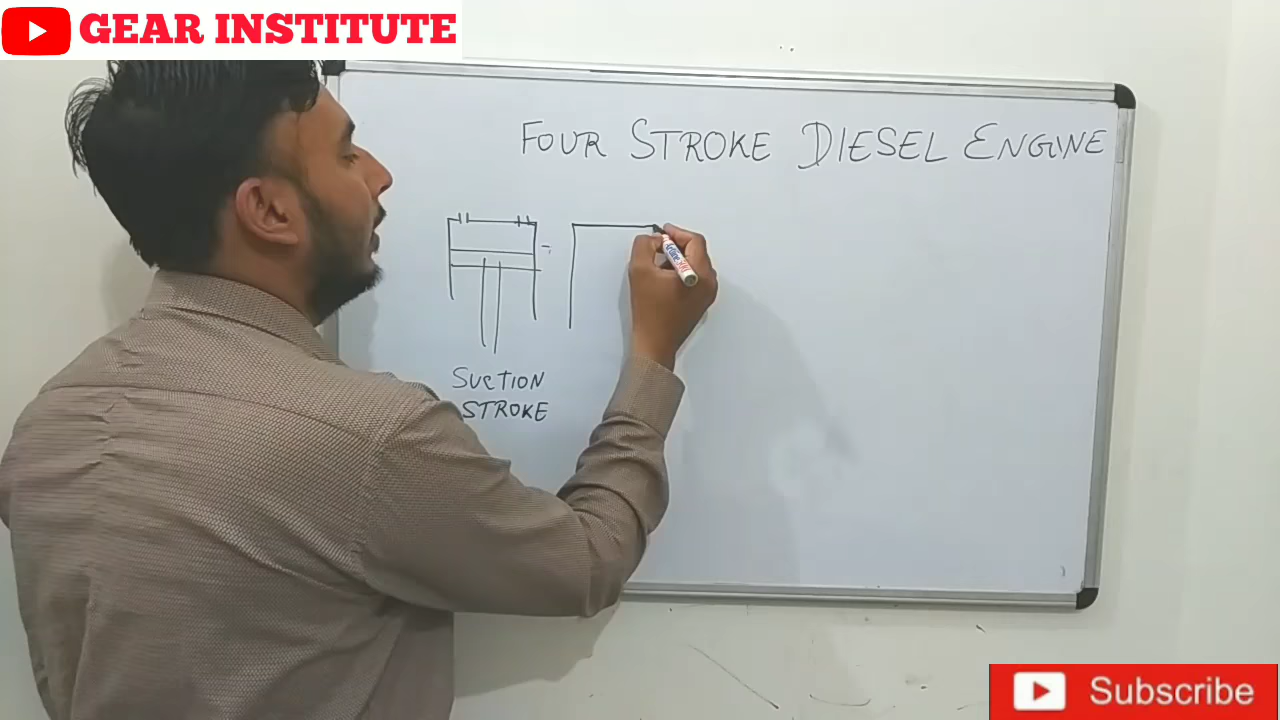 GEAR INSTITUTE
FOUR STROKE DIESEL ENGINE
SUCTION
STROKE
Subscribe